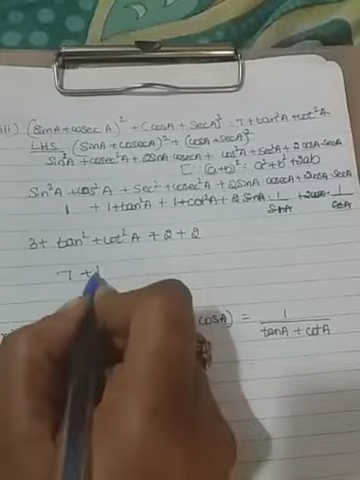 iii) (SinA+cosec A)² + (CosA+SecA)² = 7+tan²A+cot²A
LHS (SinA+cosecA)² + (cosA+SecA)²
Sin²A + cosec²A + 2SinA cosecA + cos²A + sec²A + 2 cosA secA
[∵ (a+b)² = a²+b²+2ab
Sin²A + cos²A + Sec² + cosec²A + 2SinA cosecA + 2cosA SecA
1 + 1+tan²A + 1+cot²A + 2 SinA · 1/SinA + 2cosA · 1/CosA
3 + tan² + cot²A + 2 + 2
7 +
cosA) = 1/(tanA + cotA)